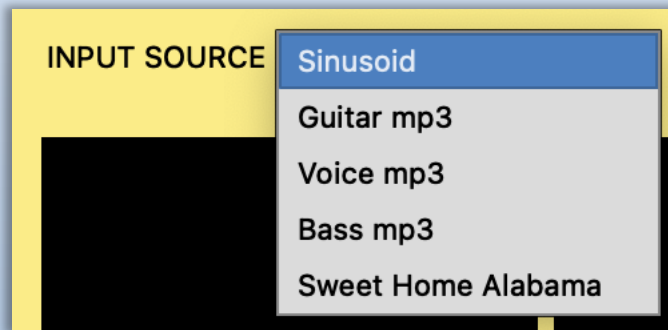 INPUT SOURCE Sinusoid
Guitar mp3
Voice mp3
Bass mp3
Sweet Home Alabama